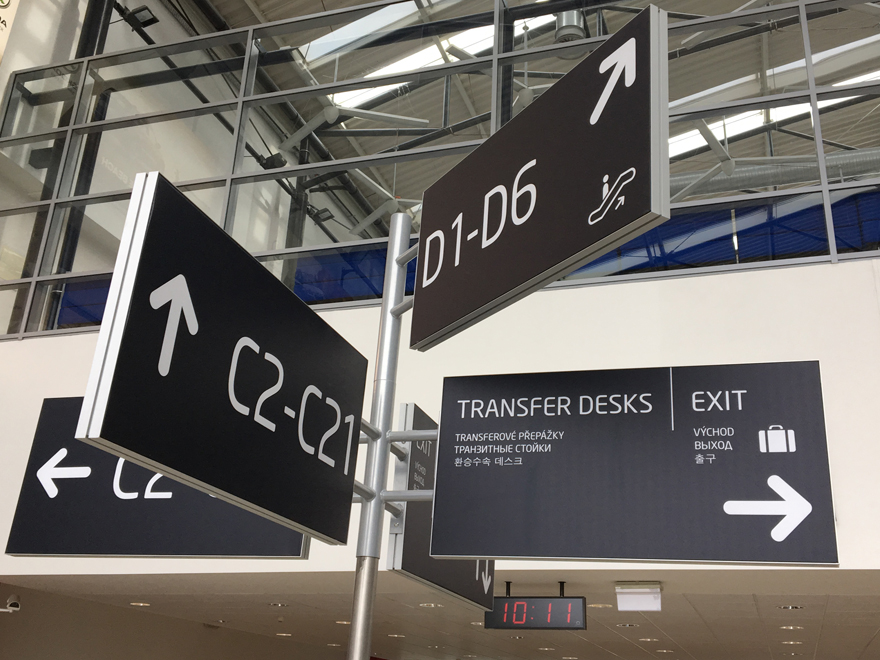 D1-D6
C2-C21
C2
TRANSFER DESKS
TRANSFEROVÉ PŘEPÁŽKY
ТРАНЗИТНЫЕ СТОЙКИ
환승수속 데스크
EXIT
VÝCHOD
ВЫХОД
출구
EXIT
10:11